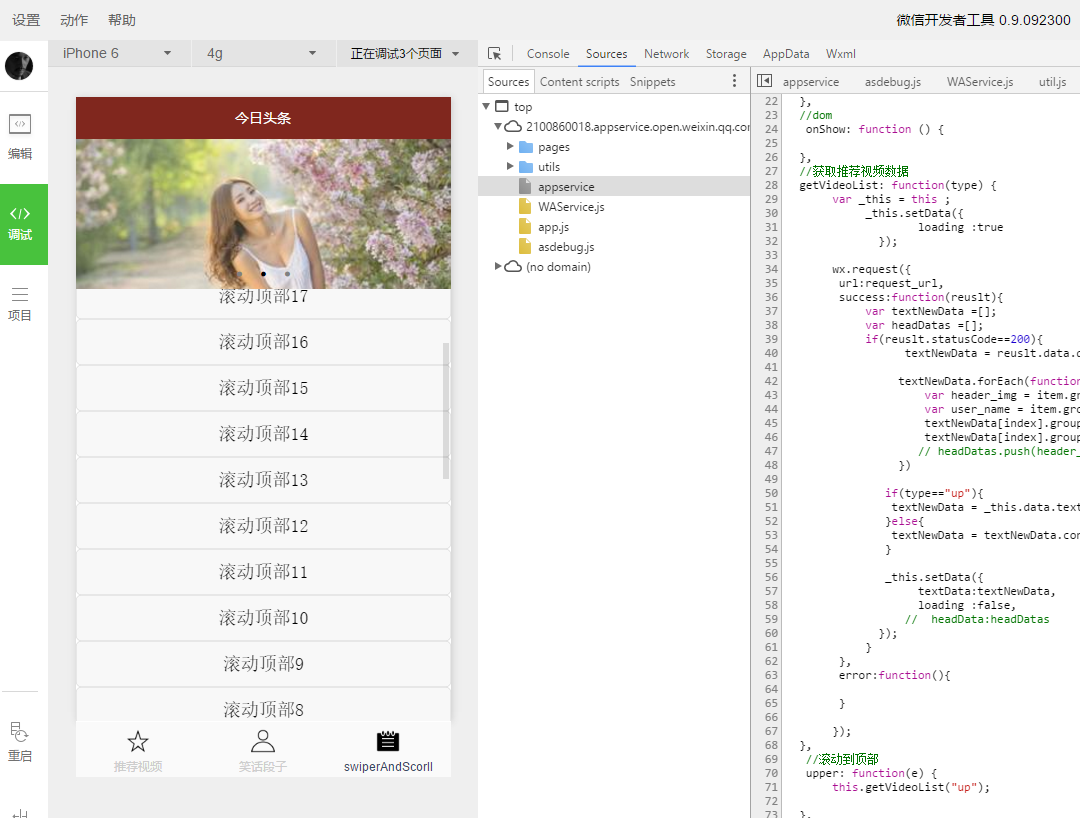 设置 动作 帮助 微信开发者工具 0.9.092300
iPhone 6 4g 正在调试3个页面 Console Sources Network Storage AppData Wxml
Sources Content scripts Snippets appservice asdebug.js WAService.js util.js
编辑
调试
项目
重启
今日头条
滚动顶部17
滚动顶部16
滚动顶部15
滚动顶部14
滚动顶部13
滚动顶部12
滚动顶部11
滚动顶部10
滚动顶部9
滚动顶部8
推荐视频 笑话段子 swiperAndScorll
top
2100860018.appservice.open.weixin.qq.com
pages
utils
appservice
WAService.js
app.js
asdebug.js
(no domain)
22 },
23 //dom
24 onShow: function () {
25
26 },
27 //获取推荐视频数据
28 getVideoList: function(type) {
29 var _this = this ;
30 _this.setData({
31 loading :true
32 });
33
34 wx.request({
35 url:request_url,
36 success:function(reuslt){
37 var textNewData =[];
38 var headDatas =[];
39 if(reuslt.statusCode==200){
40 textNewData = reuslt.data.
41
42 textNewData.forEach(function
43 var header_img = item.gr
44 var user_name = item.gro
45 textNewData[index].group
46 textNewData[index].group
47 // headDatas.push(header_
48 })
49
50 if(type=="up"){
51 textNewData = _this.data.text
52 }else{
53 textNewData = textNewData.con
54 }
55
56 _this.setData({
57 textData:textNewData,
58 loading :false,
59 // headData:headDatas
60 });
61 }
62 },
63 error:function(){
64
65 }
66
67 });
68 },
69 //滚动到顶部
70 upper: function(e) {
71 this.getVideoList("up");
72
73 },